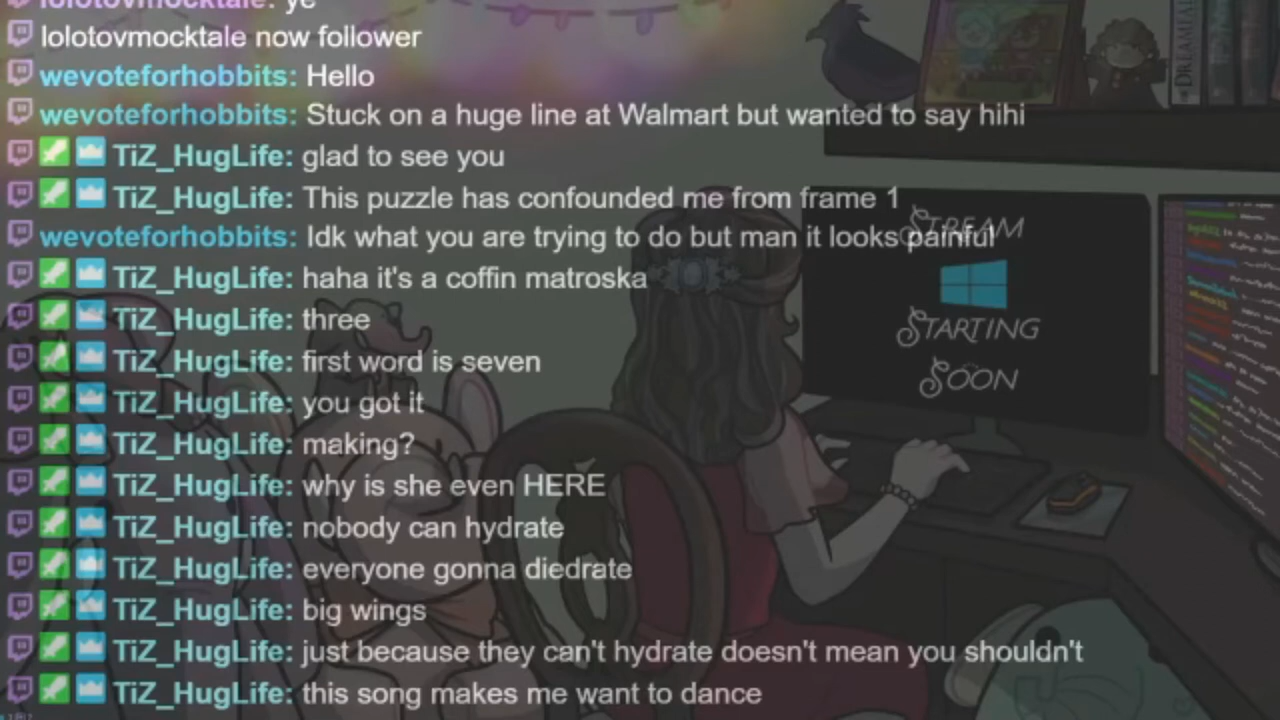 lolotovmocktale: ye
lolotovmocktale now follower
wevoteforhobbits: Hello
wevoteforhobbits: Stuck on a huge line at Walmart but wanted to say hihi
TiZ_HugLife: glad to see you
TiZ_HugLife: This puzzle has confounded me from frame 1
wevoteforhobbits: Idk what you are trying to do but man it looks painful
TiZ_HugLife: haha it's a coffin matroska
TiZ_HugLife: three
TiZ_HugLife: first word is seven
TiZ_HugLife: you got it
TiZ_HugLife: making?
TiZ_HugLife: why is she even HERE
TiZ_HugLife: nobody can hydrate
TiZ_HugLife: everyone gonna diedrate
TiZ_HugLife: big wings
TiZ_HugLife: just because they can't hydrate doesn't mean you shouldn't
TiZ_HugLife: this song makes me want to dance
STREAM
STARTING
SOON